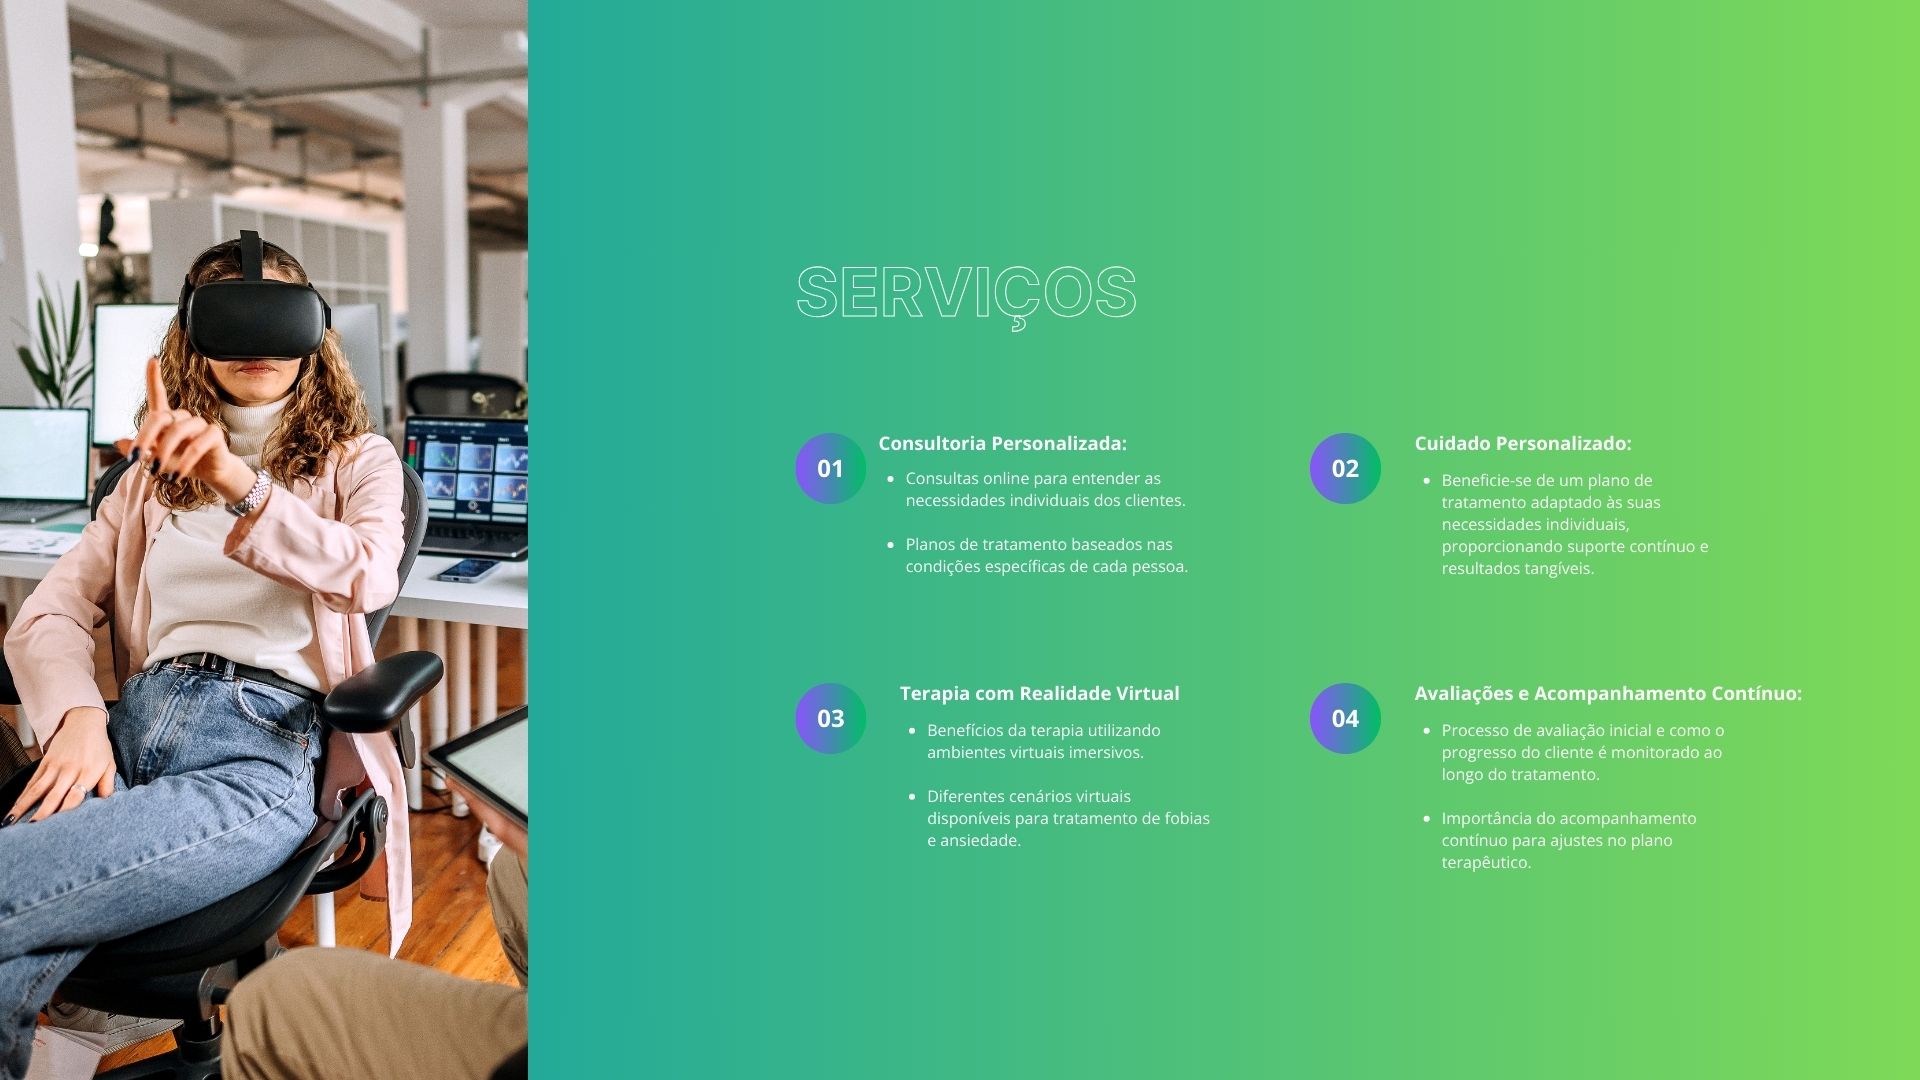 SERVIÇOS
01
Consultoria Personalizada:
• Consultas online para entender as
necessidades individuais dos clientes.
• Planos de tratamento baseados nas
condições específicas de cada pessoa.
02
Cuidado Personalizado:
• Beneficie-se de um plano de
tratamento adaptado às suas
necessidades individuais,
proporcionando suporte contínuo e
resultados tangíveis.
03
Terapia com Realidade Virtual
• Benefícios da terapia utilizando
ambientes virtuais imersivos.
• Diferentes cenários virtuais
disponíveis para tratamento de fobias
e ansiedade.
04
Avaliações e Acompanhamento Contínuo:
• Processo de avaliação inicial e como o
progresso do cliente é monitorado ao
longo do tratamento.
• Importância do acompanhamento
contínuo para ajustes no plano
terapêutico.